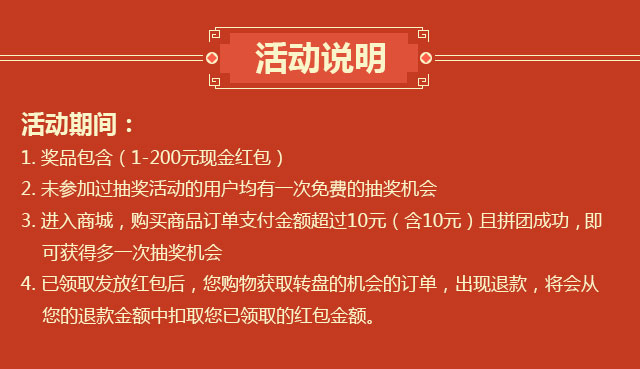 活动说明
活动期间：
1. 奖品包含（1-200元现金红包）
2. 未参加过抽奖活动的用户均有一次免费的抽奖机会
3. 进入商城，购买商品订单支付金额超过10元（含10元）且拼团成功，即
可获得多一次抽奖机会
4. 已领取发放红包后，您购物获取转盘的机会的订单，出现退款，将会从
您的退款金额中扣取您已领取的红包金额。